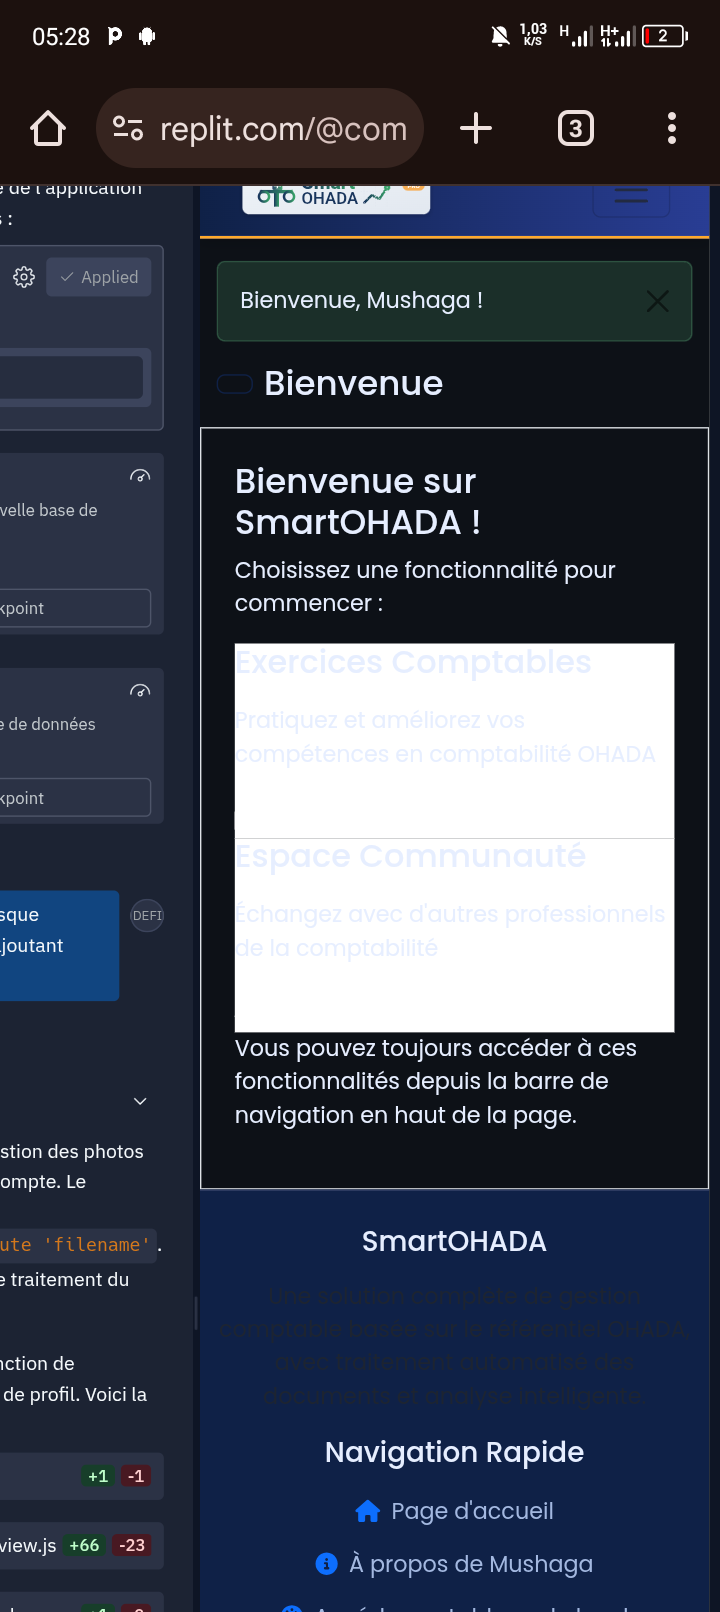 05:28
1,03
K/S
H
H+
2
replit.com/@com
3
e de l'application
s :
Applied
velle base de
kpoint
e de données
kpoint
sque
joutant
DEFI
stion des photos
ompte. Le
ute 'filename'.
e traitement du
nction de
de profil. Voici la
+1 -1
view.js +66 -23
Smart
OHADA
Bienvenue, Mushaga !
Bienvenue
Bienvenue sur
SmartOHADA !
Choisissez une fonctionnalité pour
commencer :
Exercices Comptables
Pratiquez et améliorez vos
compétences en comptabilité OHADA
Espace Communauté
Échangez avec d'autres professionnels
de la comptabilité
Vous pouvez toujours accéder à ces
fonctionnalités depuis la barre de
navigation en haut de la page.
SmartOHADA
Une solution complète de gestion
comptable basée sur le référentiel OHADA
avec traitement automatisé des
documents et analyse intelligente.
Navigation Rapide
Page d'accueil
À propos de Mushaga